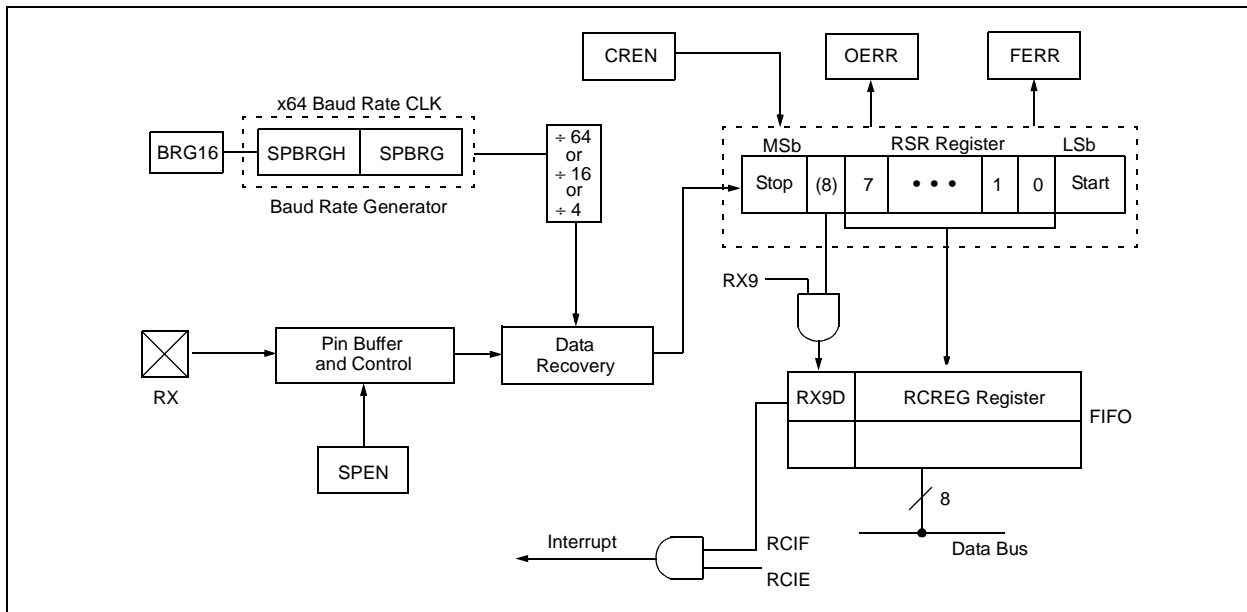 CREN
OERR
FERR
x64 Baud Rate CLK
BRG16
SPBRGH
SPBRG
Baud Rate Generator
÷ 64
or
÷ 16
or
÷ 4
MSb
RSR Register
LSb
Stop
(8)
7
• • •
1
0
Start
RX9
RX
Pin Buffer
and Control
Data
Recovery
SPEN
RX9D
RCREG Register
FIFO
8
Data Bus
Interrupt
RCIF
RCIE